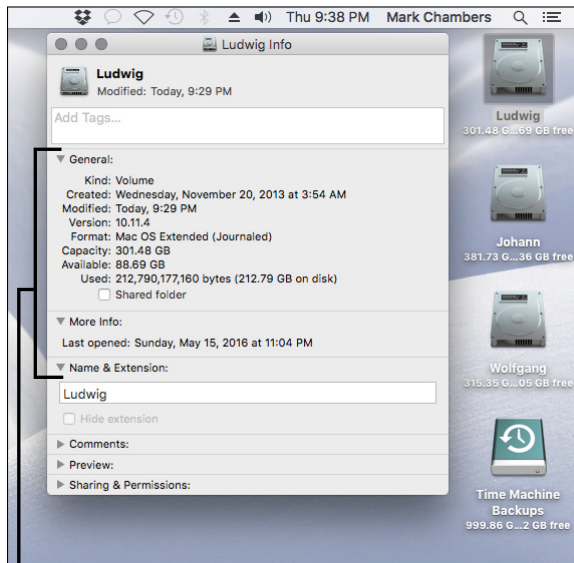 Thu 9:38 PM Mark Chambers
Ludwig Info
Ludwig
Modified: Today, 9:29 PM
Add Tags...
General:
Kind: Volume
Created: Wednesday, November 20, 2013 at 3:54 AM
Modified: Today, 9:29 PM
Version: 10.11.4
Format: Mac OS Extended (Journaled)
Capacity: 301.48 GB
Available: 88.69 GB
Used: 212,790,177,160 bytes (212.79 GB on disk)
Shared folder
More Info:
Last opened: Sunday, May 15, 2016 at 11:04 PM
Name & Extension:
Ludwig
Hide extension
Comments:
Preview:
Sharing & Permissions:
Ludwig
301.48 G...69 GB free
Johann
381.73 G...36 GB free
Wolfgang
315.35 G...05 GB free
Time Machine
Backups
999.86 G...2 GB free